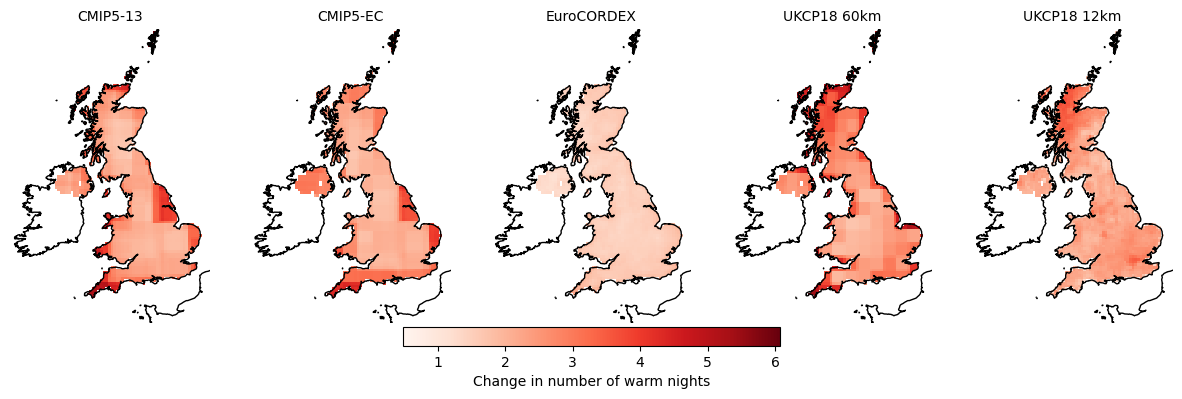 CMIP5-13 CMIP5-EC EuroCORDEX UKCP18 60km UKCP18 12km
1 2 3 4 5 6
Change in number of warm nights